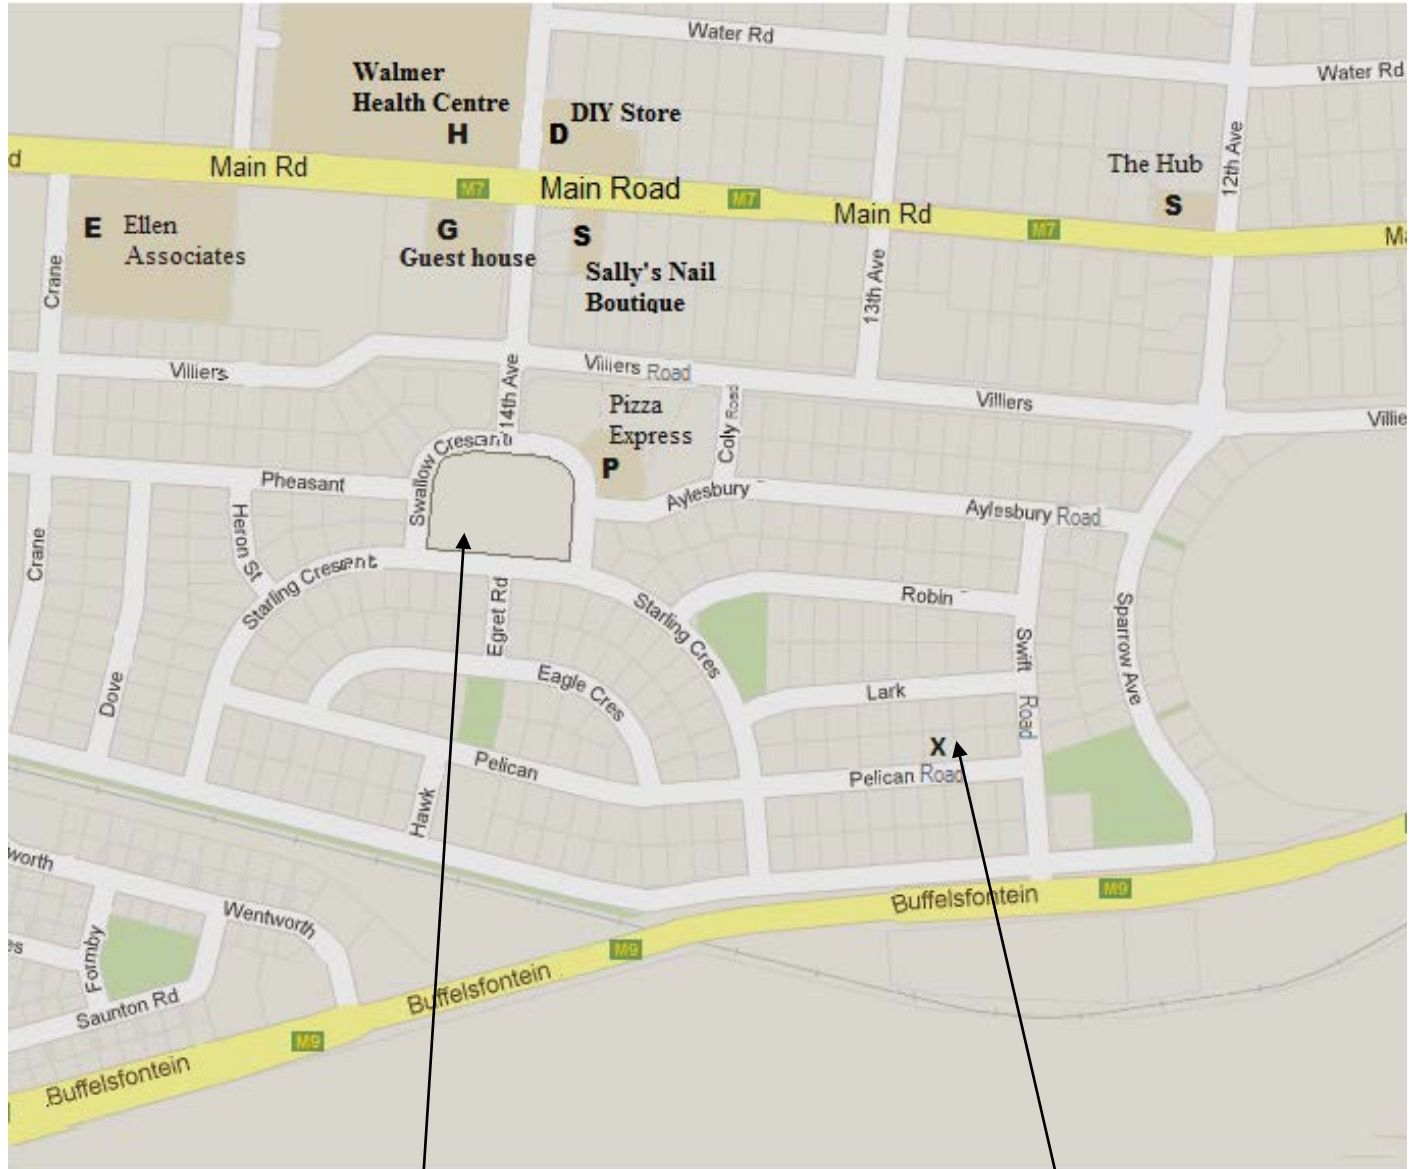 Water Rd
Water Rd
Walmer
Health Centre
H
DIY Store
D
12th Ave
d
Main Rd
M7
Main Road
M7
Main Rd
M7
The Hub
S
Ma
E
Ellen
Associates
G
Guest house
S
Sally's Nail
Boutique
Crane
13th Ave
Villiers
Villiers Road
Villiers
Villie
14th Ave
Pizza
Express
P
Coly Road
Swallow Crescent
Pheasant
Aylesbury
Aylesbury Road
Heron St
Crane
Starling Crescent
Egret Rd
Starling Cres
Robin
Swift Road
Sparrow Ave
Dove
Eagle Cres
Lark
X
Pelican
Pelican Road
Hawk
worth
Wentworth
Buffelsfontein
M9
M9
Formby
es
Saunton Rd
Buffelsfontein
M9
Buffelsfontein